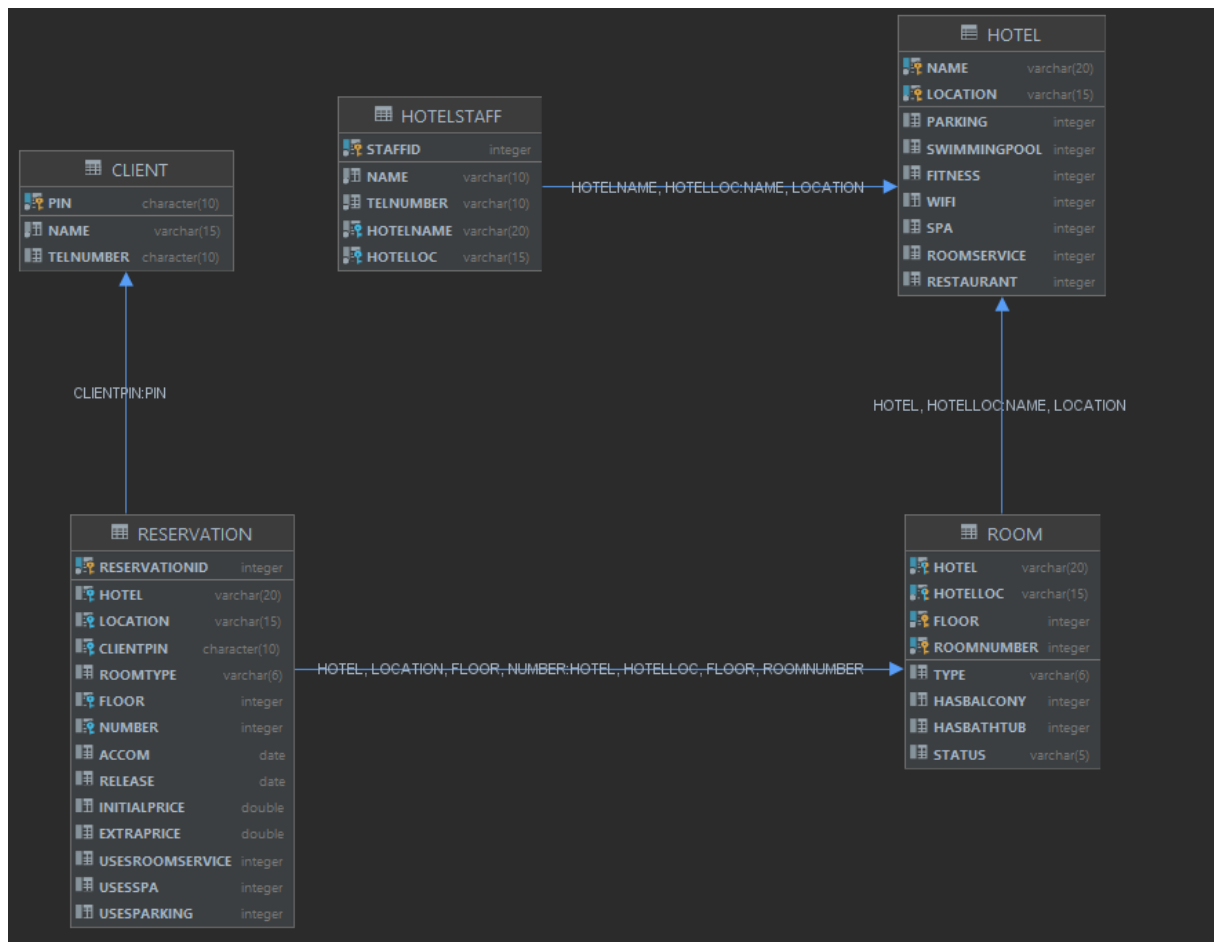 HOTEL
NAME varchar(20)
LOCATION varchar(15)
PARKING integer
SWIMMINGPOOL integer
FITNESS integer
WIFI integer
SPA integer
ROOMSERVICE integer
RESTAURANT integer
HOTELSTAFF
STAFFID integer
NAME varchar(10)
TELNUMBER varchar(10)
HOTELNAME varchar(20)
HOTELLOC varchar(15)
HOTELNAME, HOTELLOC:NAME, LOCATION
CLIENT
PIN character(10)
NAME varchar(15)
TELNUMBER character(10)
CLIENTPIN:PIN
HOTEL, HOTELLOC:NAME, LOCATION
RESERVATION
RESERVATIONID integer
HOTEL varchar(20)
LOCATION varchar(15)
CLIENTPIN character(10)
ROOMTYPE varchar(6)
FLOOR integer
NUMBER integer
ACCOM date
RELEASE date
INITIALPRICE double
EXTRAPRICE double
USESROOMSERVICE integer
USESSPA integer
USESPARKING integer
HOTEL, LOCATION, FLOOR, NUMBER:HOTEL, HOTELLOC, FLOOR, ROOMNUMBER
ROOM
HOTEL varchar(20)
HOTELLOC varchar(15)
FLOOR integer
ROOMNUMBER integer
TYPE varchar(6)
HASBALCONY integer
HASBATHTUB integer
STATUS varchar(5)